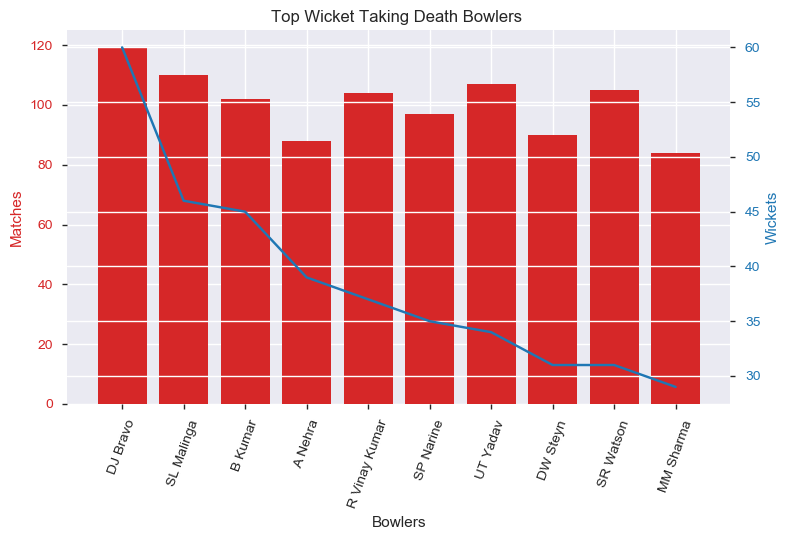 Top Wicket Taking Death Bowlers
Matches
120
100
80
60
40
20
0
60
55
50
45
40
35
30
Wickets
DJ Bravo
SL Malinga
B Kumar
A Nehra
R Vinay Kumar
SP Narine
UT Yadav
DW Steyn
SR Watson
MM Sharma
Bowlers